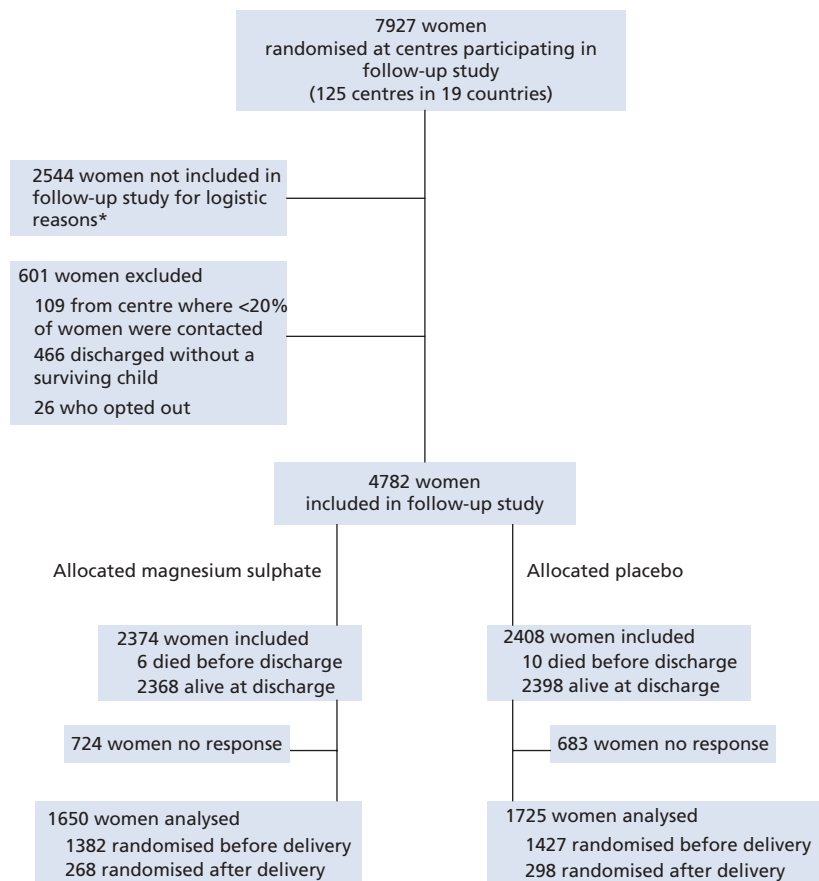 7927 women
randomised at centres participating in
follow-up study
(125 centres in 19 countries)
2544 women not included in
follow-up study for logistic
reasons*
601 women excluded
109 from centre where <20%
of women were contacted
466 discharged without a
surviving child
26 who opted out
4782 women
included in follow-up study
Allocated magnesium sulphate
Allocated placebo
2374 women included
6 died before discharge
2368 alive at discharge
2408 women included
10 died before discharge
2398 alive at discharge
724 women no response
683 women no response
1650 women analysed
1382 randomised before delivery
268 randomised after delivery
1725 women analysed
1427 randomised before delivery
298 randomised after delivery